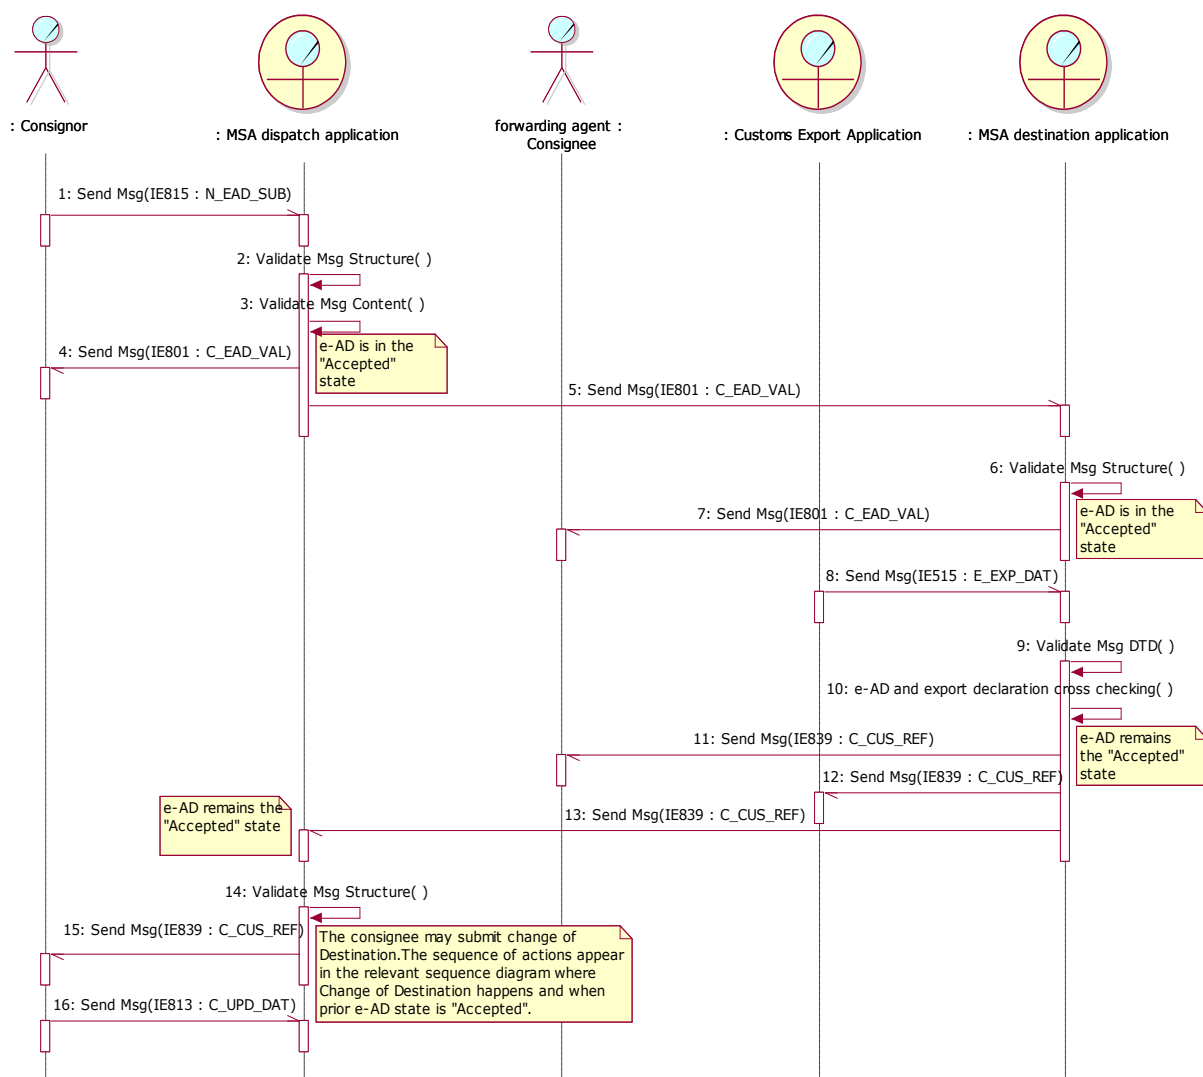 : Consignor
: MSA dispatch application
forwarding agent :
Consignee
: Customs Export Application
: MSA destination application
1: Send Msg(IE815 : N_EAD_SUB)
2: Validate Msg Structure( )
3: Validate Msg Content( )
e-AD is in the
"Accepted"
state
4: Send Msg(IE801 : C_EAD_VAL)
5: Send Msg(IE801 : C_EAD_VAL)
6: Validate Msg Structure( )
e-AD is in the
"Accepted"
state
7: Send Msg(IE801 : C_EAD_VAL)
8: Send Msg(IE515 : E_EXP_DAT)
9: Validate Msg DTD( )
10: e-AD and export declaration cross checking( )
11: Send Msg(IE839 : C_CUS_REF)
e-AD remains
the "Accepted"
state
12: Send Msg(IE839 : C_CUS_REF)
e-AD remains the
"Accepted" state
13: Send Msg(IE839 : C_CUS_REF)
14: Validate Msg Structure( )
15: Send Msg(IE839 : C_CUS_REF)
The consignee may submit change of
Destination.The sequence of actions appear
in the relevant sequence diagram where
Change of Destination happens and when
prior e-AD state is "Accepted".
16: Send Msg(IE813 : C_UPD_DAT)